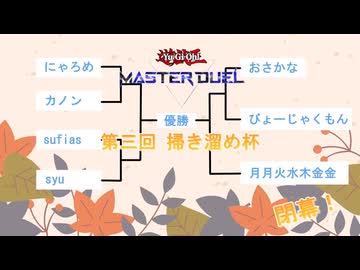 Yu-Gi-Oh!
MASTER DUEL
にゃろめ
おさかな
カノン
優勝
びょーじゃくもん
sufias
第三回 掃き溜め杯
syu
月月火水木金金
閉幕!